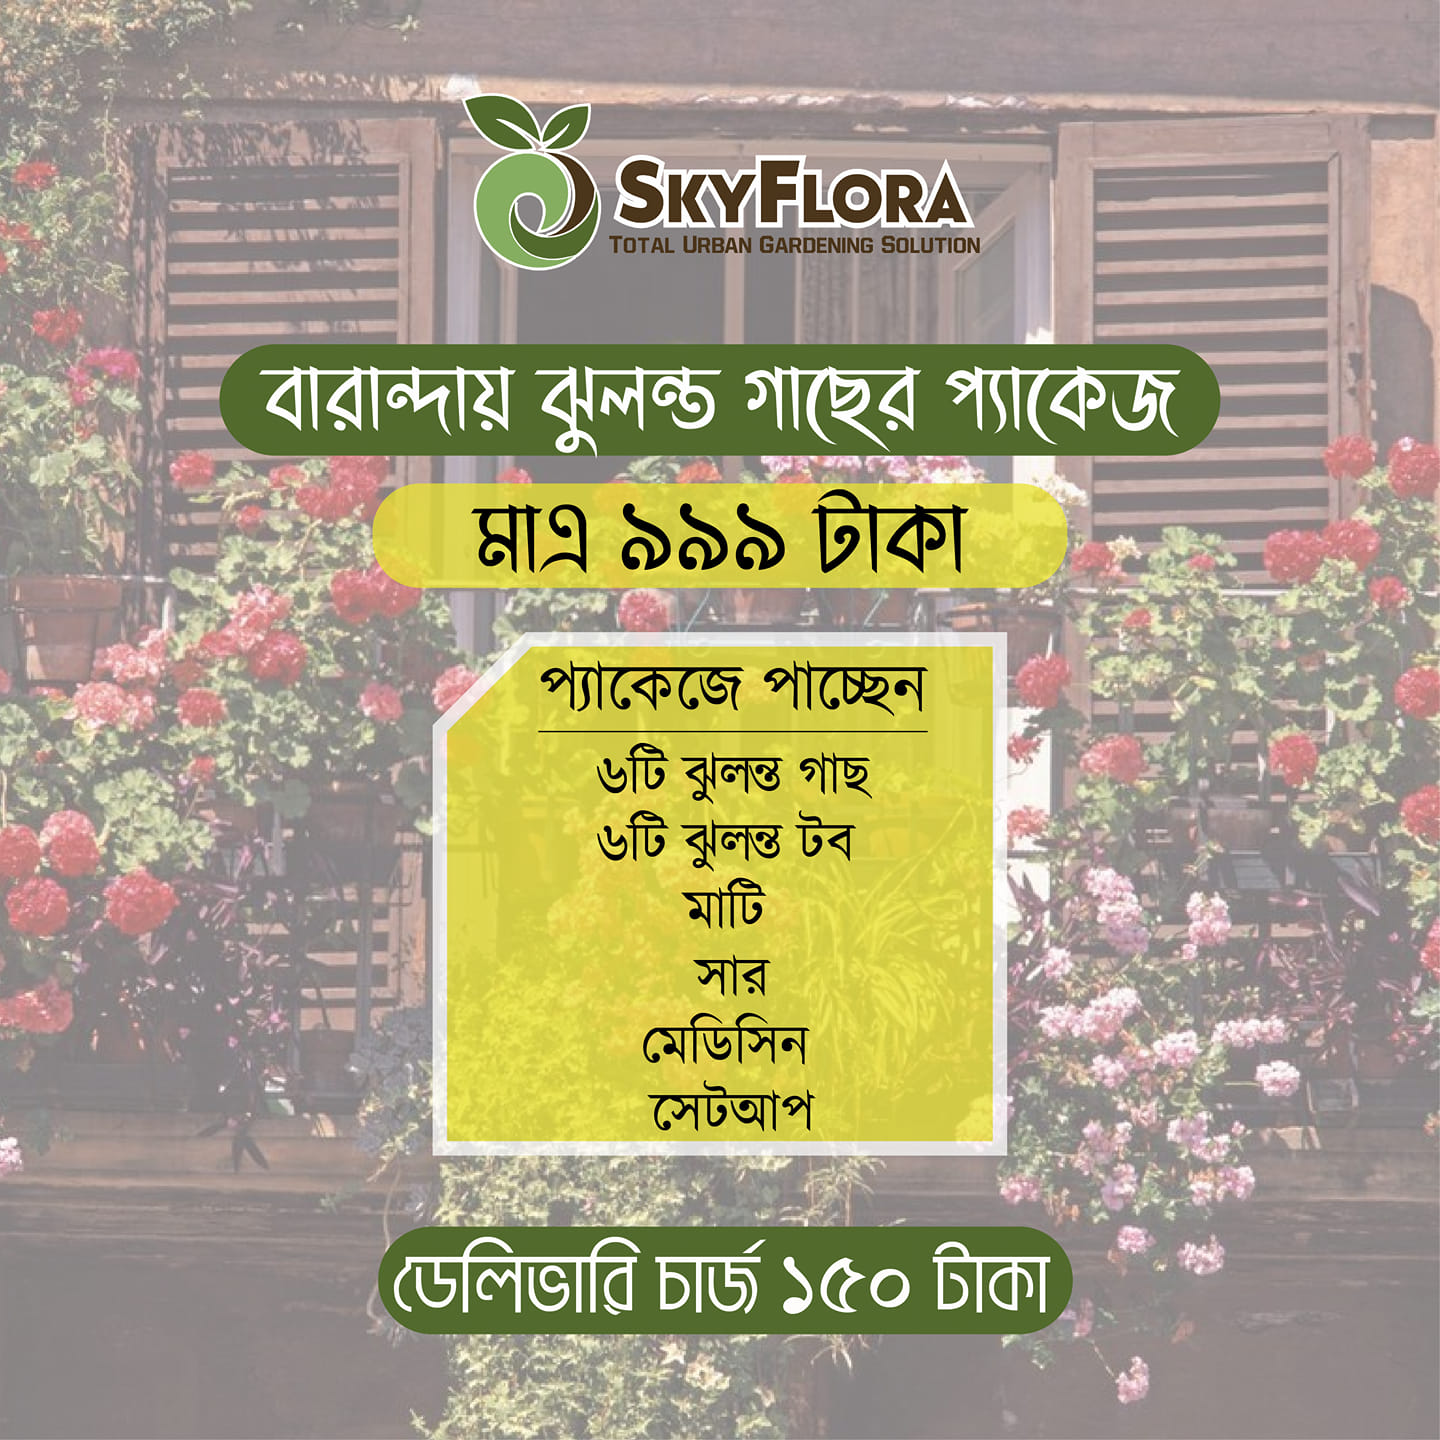 SKYFLORA
TOTAL URBAN GARDENING SOLUTION
বারান্দায় ঝুলন্ত গাছের প্যাকেজ
মাএ ৯৯৯ টাকা
প্যাকেজে পাচ্ছেন
৬টি ঝুলন্ত গাছ
৬টি ঝুলন্ত টব
মাটি
সার
মেডিসিন
সেটআপ
ডেলিভারি চার্জ ১৫০ টাকা